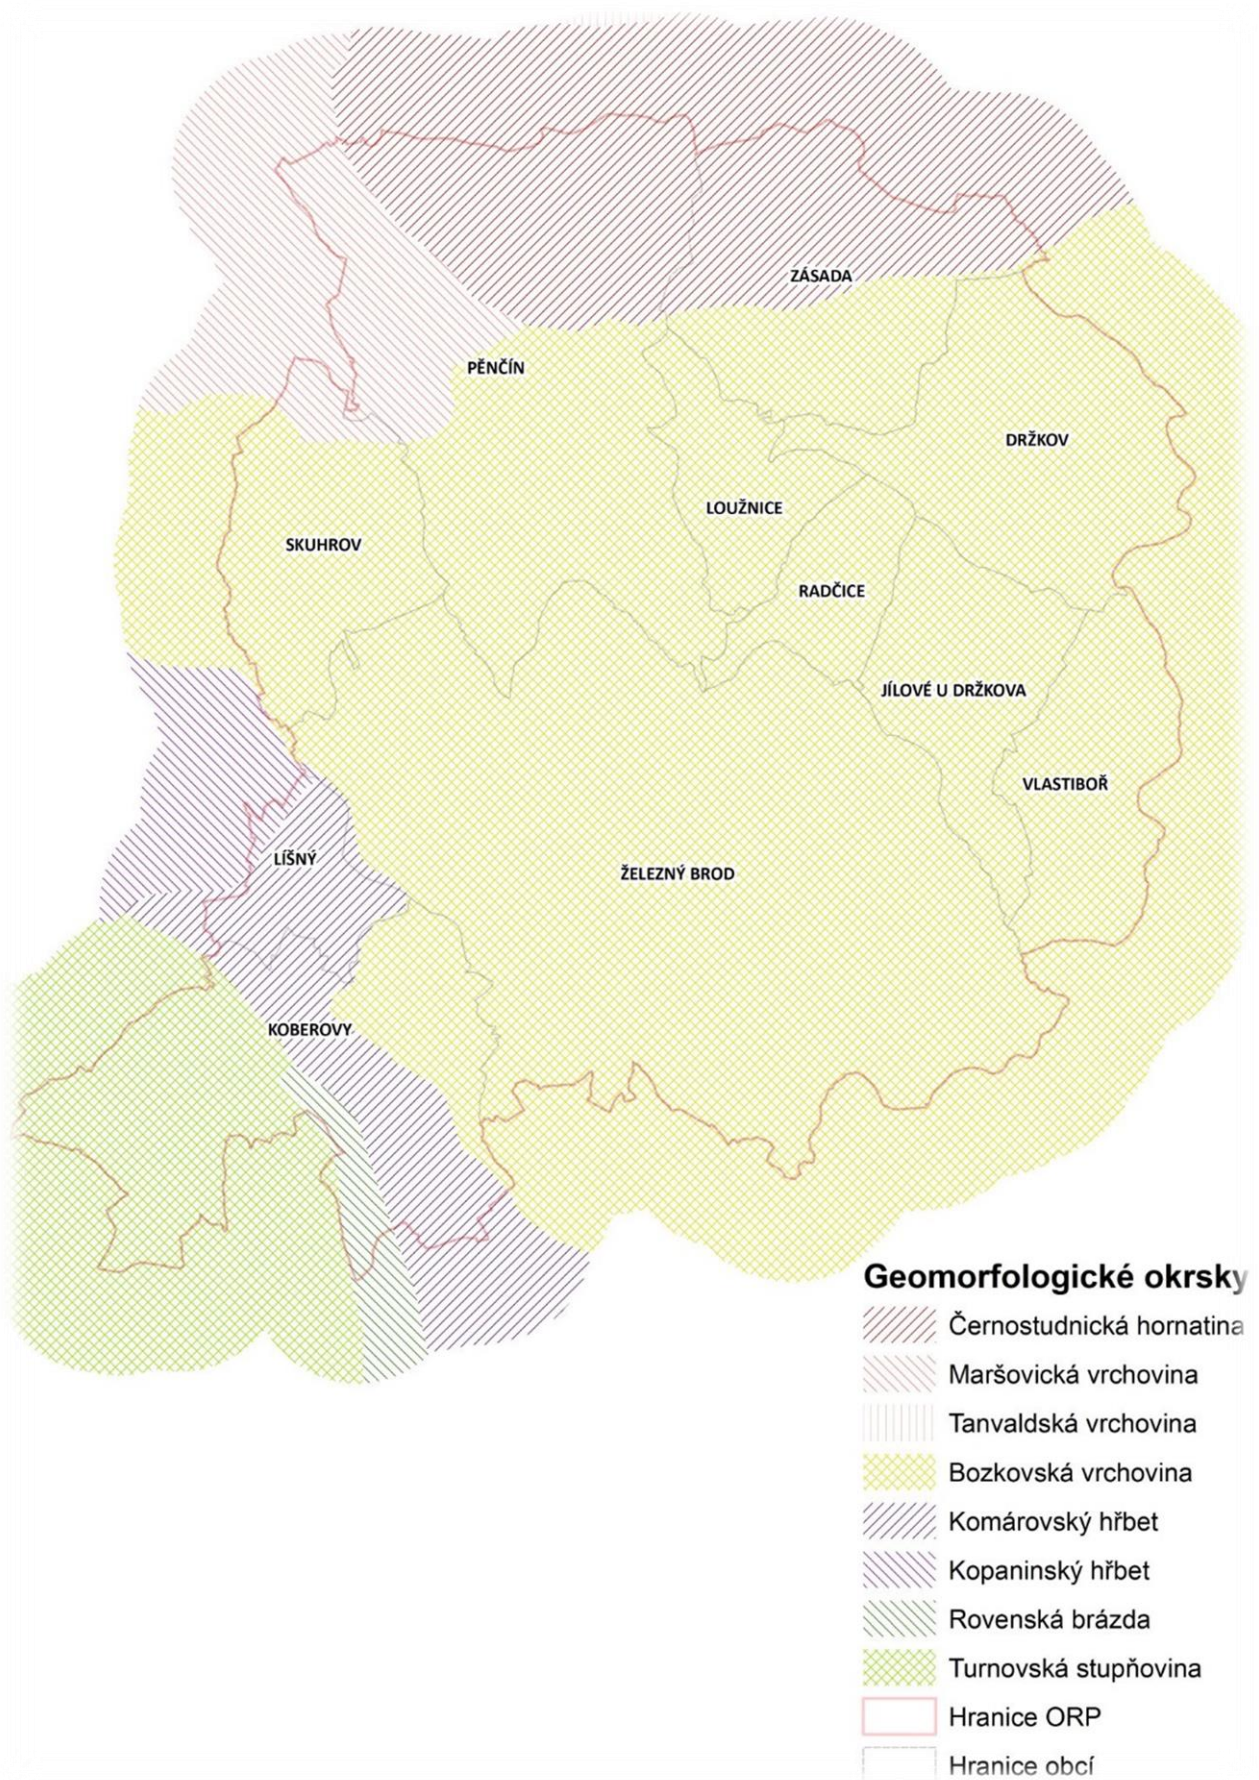 ZÁSADA
PĚNČÍN
DRŽKOV
LOUŽNICE
SKUHROV
RADČICE
JÍLOVÉ U DRŽKOVA
VLASTIBOŘ
LÍŠNÝ
ŽELEZNÝ BROD
KOBEROVY
Geomorfologické okrsky
Černostudnická hornatina
Maršovická vrchovina
Tanvaldská vrchovina
Bozkovská vrchovina
Komárovský hřbet
Kopaninský hřbet
Rovenská brázda
Turnovská stupňovina
Hranice ORP
Hranice obcí